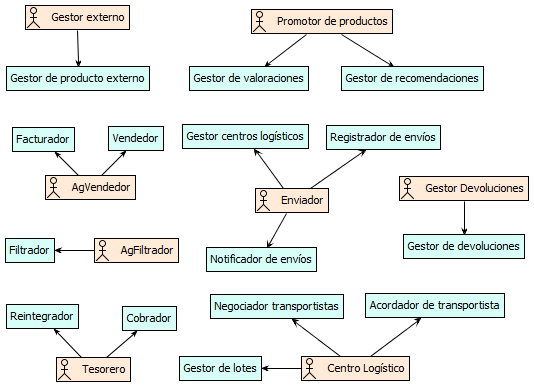 Gestor externo
Promotor de productos
Gestor de producto externo
Gestor de valoraciones
Gestor de recomendaciones
Facturador
Vendedor
Gestor centros logísticos
Registrador de envíos
AgVendedor
Enviador
Gestor Devoluciones
Filtrador
AgFiltrador
Notificador de envíos
Gestor de devoluciones
Reintegrador
Cobrador
Negociador transportistas
Acordador de transportista
Tesorero
Gestor de lotes
Centro Logístico